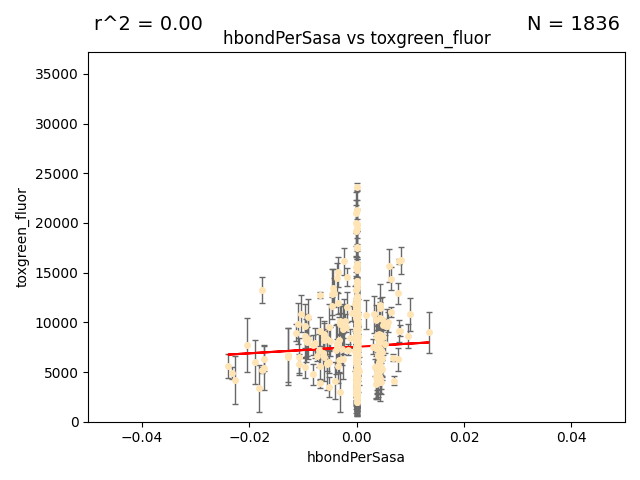 r^2 = 0.00
N = 1836
hbondPerSasa vs toxgreen_fluor
35000
30000
25000
20000
15000
10000
5000
0
toxgreen_fluor
−0.04
−0.02
0.00
0.02
0.04
hbondPerSasa